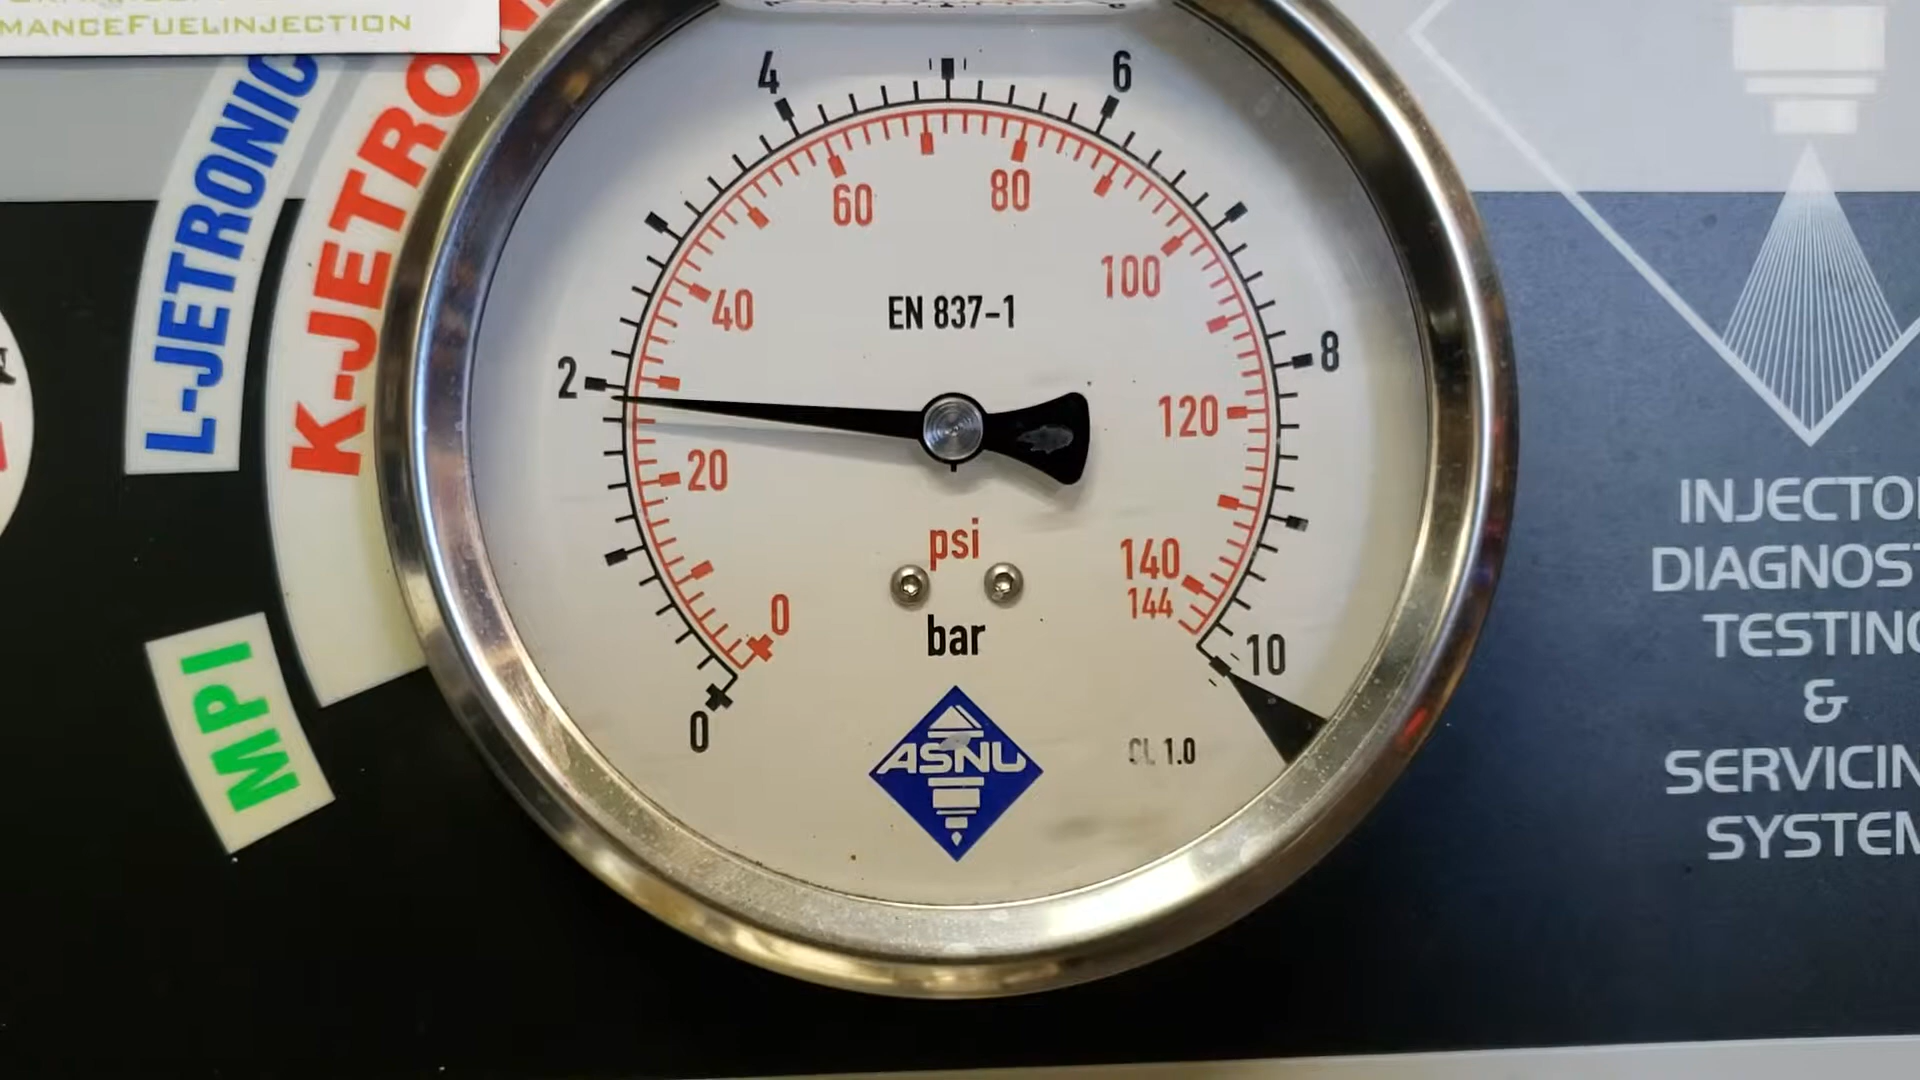 MANCEFUELINJECTION
L-JETRONIC
K-JETRON
MPI
4
6
2
8
0
10
60
80
40
100
20
120
0
140
144
EN 837-1
psi
bar
ASNU
CL 1.0
INJECTO
DIAGNOST
TESTING
&
SERVICIN
SYSTEM